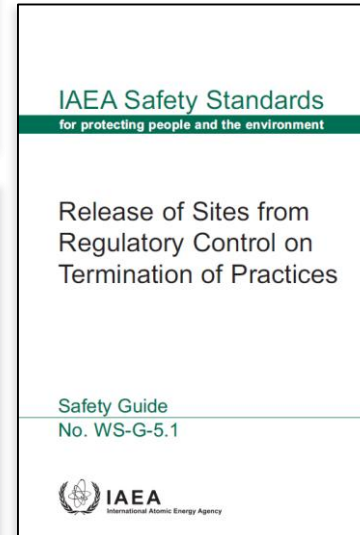 IAEA Safety Standards
for protecting people and the environment
Release of Sites from
Regulatory Control on
Termination of Practices
Safety Guide
No. WS-G-5.1
IAEA
International Atomic Energy Agency